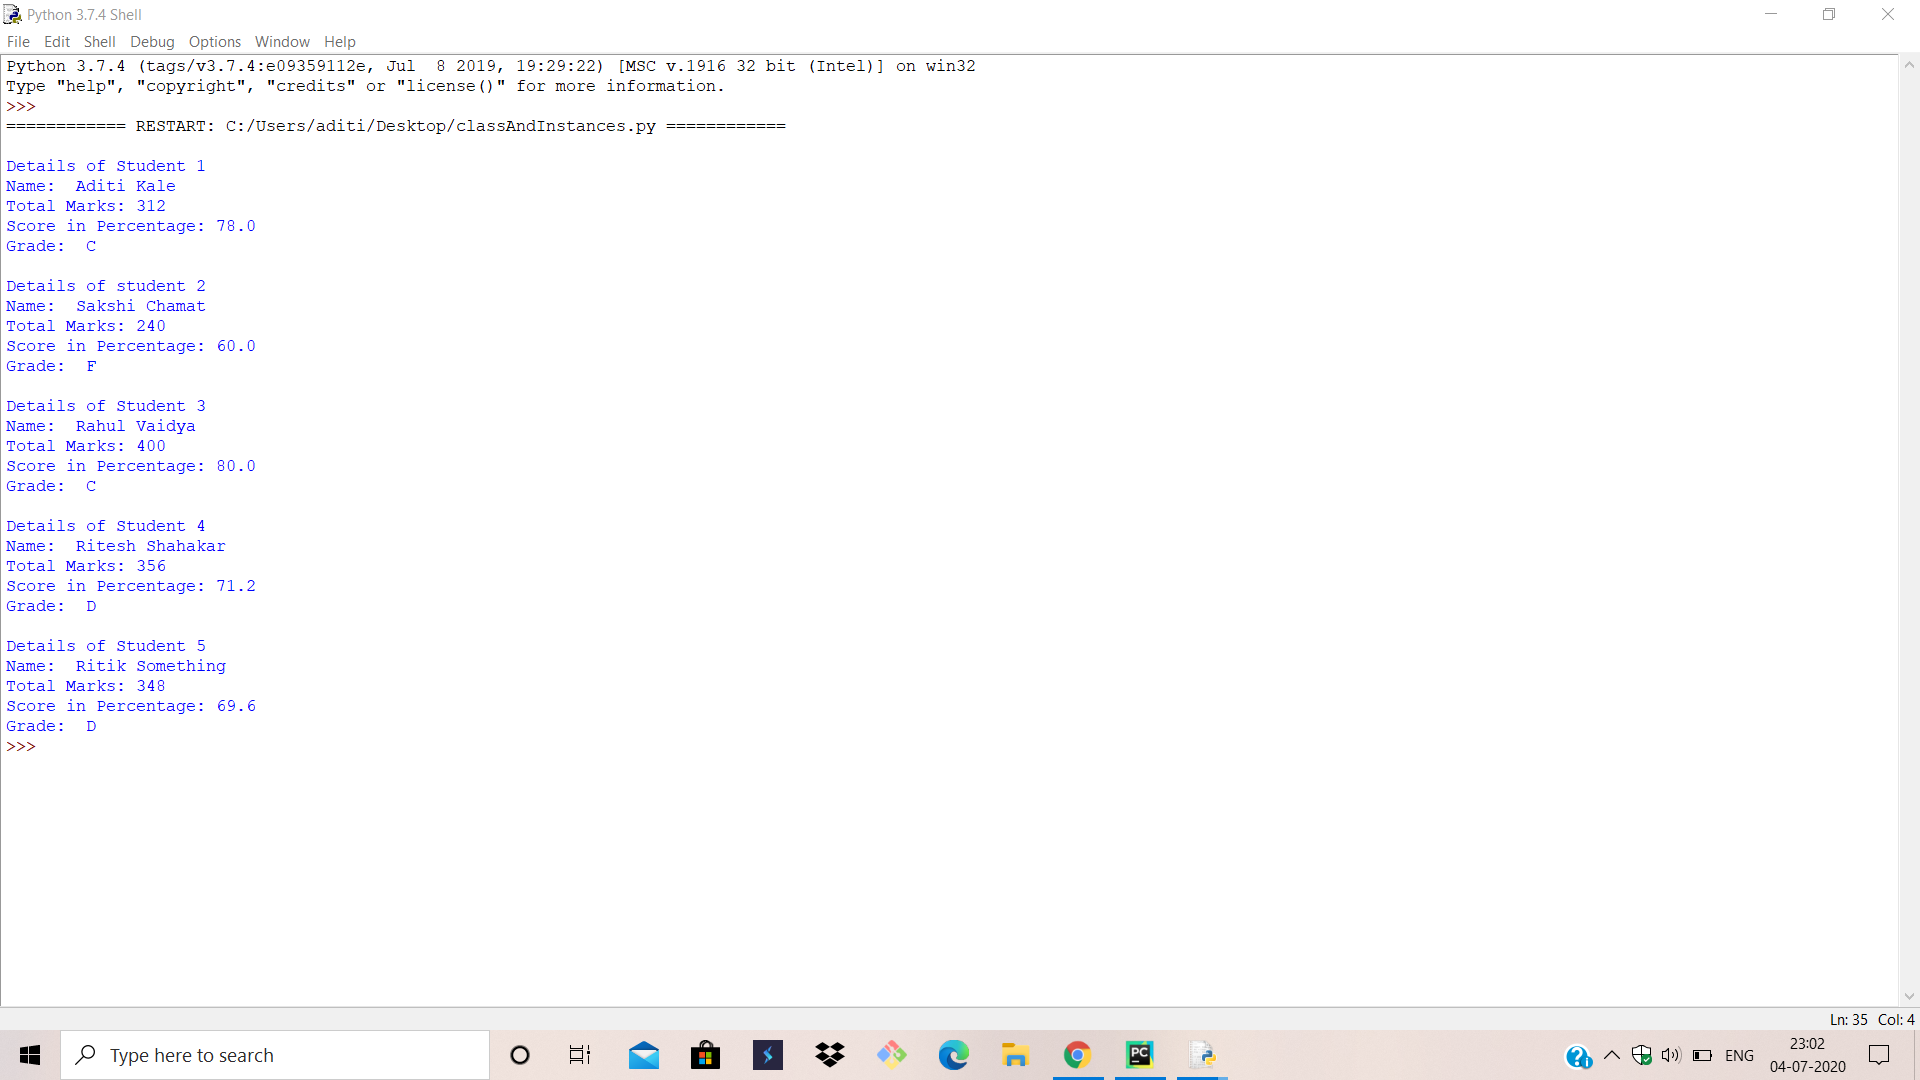 Python 3.7.4 Shell
File Edit Shell Debug Options Window Help
Python 3.7.4 (tags/v3.7.4:e09359112e, Jul  8 2019, 19:29:22) [MSC v.1916 32 bit (Intel)] on win32
Type "help", "copyright", "credits" or "license()" for more information.
>>>
============ RESTART: C:/Users/aditi/Desktop/classAndInstances.py ============
Details of Student 1
Name:  Aditi Kale
Total Marks: 312
Score in Percentage: 78.0
Grade:  C
Details of student 2
Name:  Sakshi Chamat
Total Marks: 240
Score in Percentage: 60.0
Grade:  F
Details of Student 3
Name:  Rahul Vaidya
Total Marks: 400
Score in Percentage: 80.0
Grade:  C
Details of Student 4
Name:  Ritesh Shahakar
Total Marks: 356
Score in Percentage: 71.2
Grade:  D
Details of Student 5
Name:  Ritik Something
Total Marks: 348
Score in Percentage: 69.6
Grade:  D
>>>
Ln: 35 Col: 4
Type here to search
PC
ENG
23:02
04-07-2020